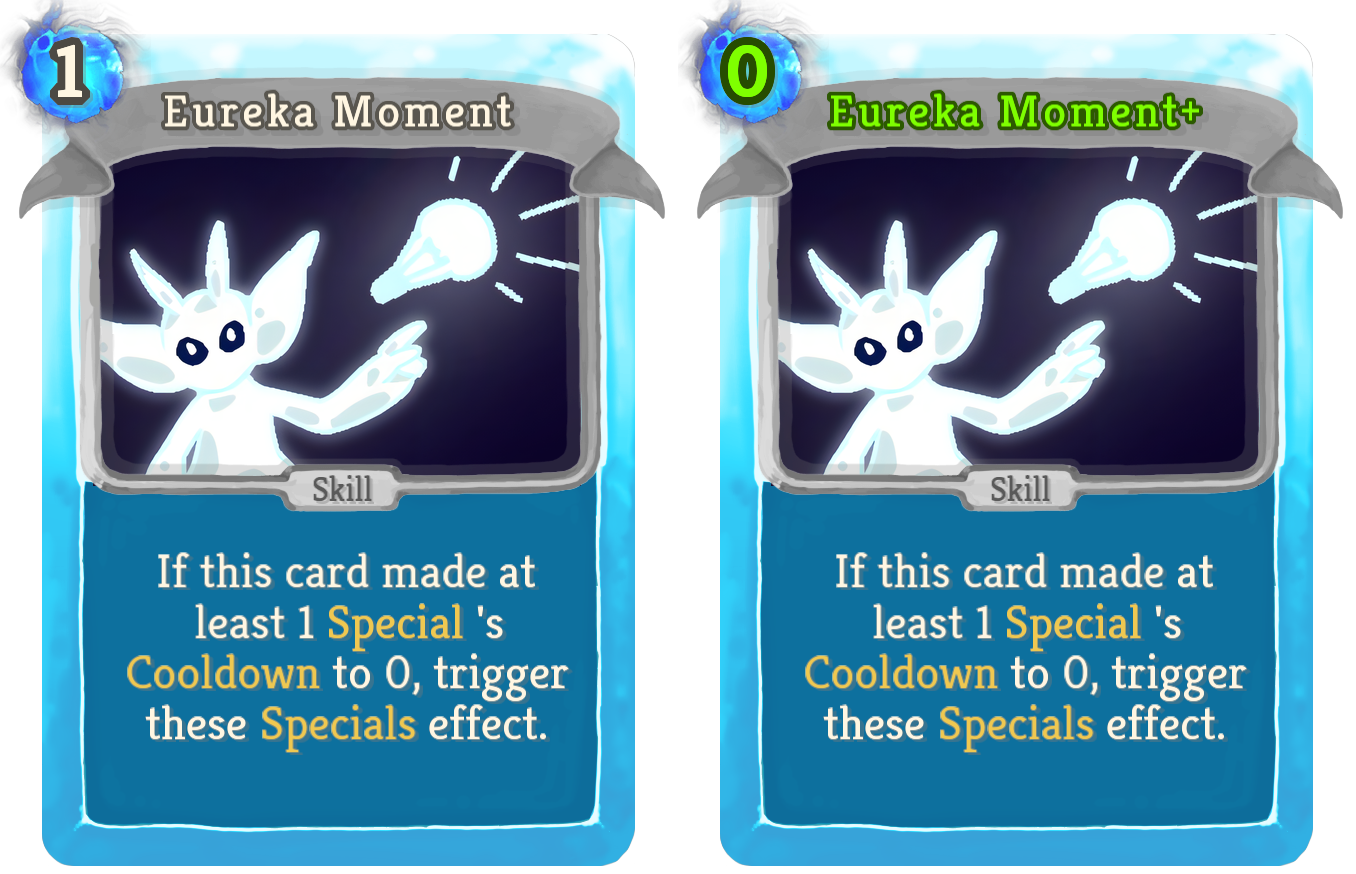 1
Eureka Moment
Skill
If this card made at
least 1 Special 's
Cooldown to 0, trigger
these Specials effect.
0
Eureka Moment+
Skill
If this card made at
least 1 Special 's
Cooldown to 0, trigger
these Specials effect.